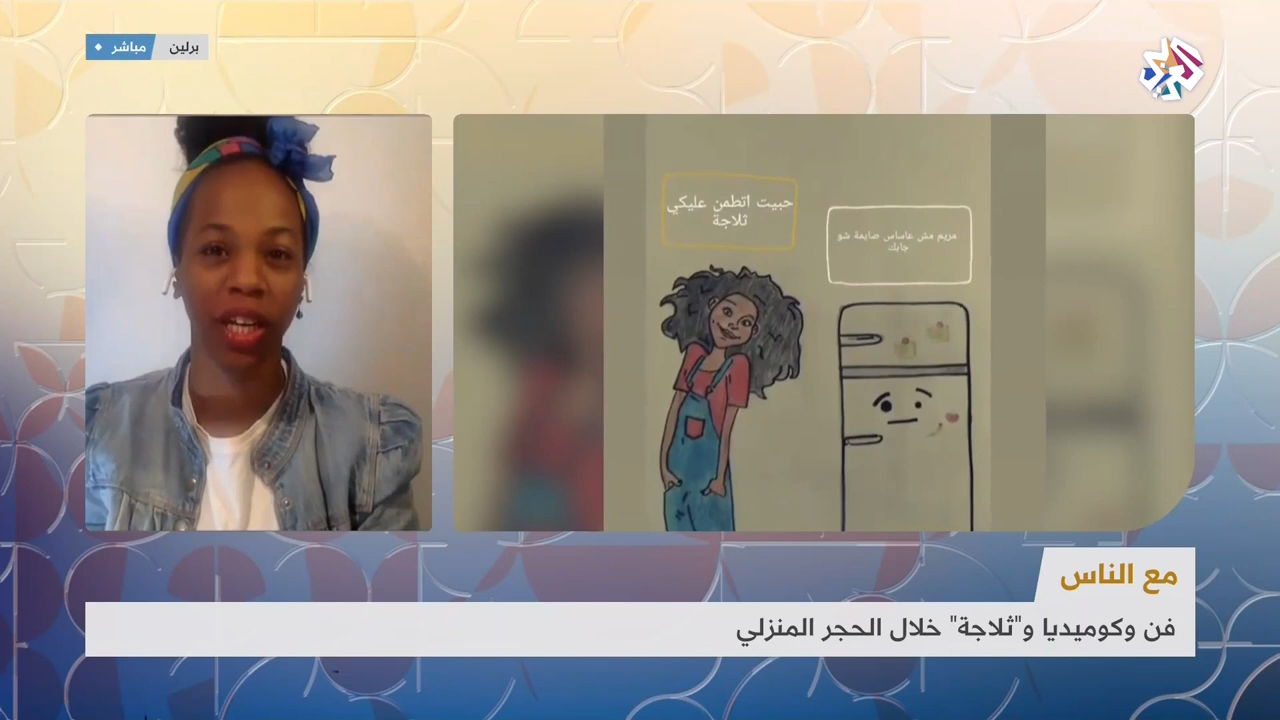 برلين مباشر
حبيت اتطمن عليكي
ثلاجة
مريم مش عاساس صايمة شو
جابك
مع الناس
فن وكوميديا و"ثلاجة" خلال الحجر المنزلي